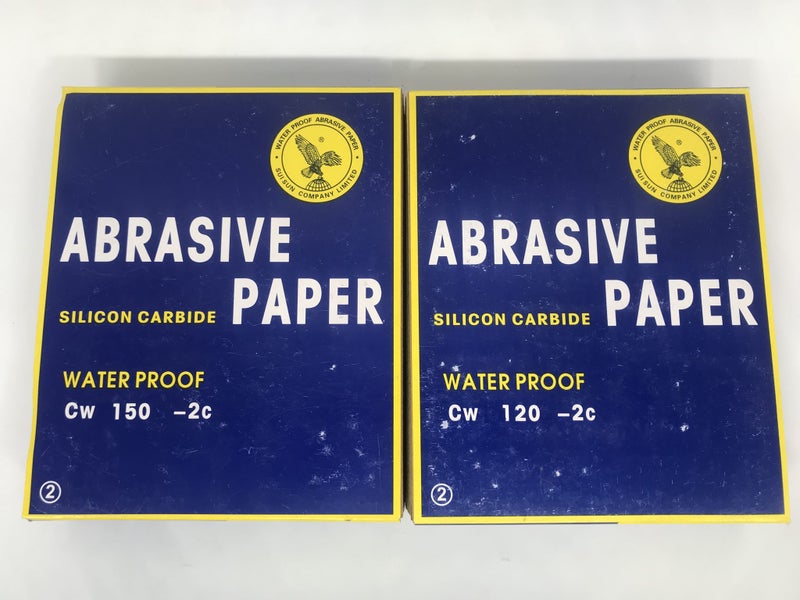 WATER PROOF ABRASIVE PAPER
®
SUISUN COMPANY LIMITED
ABRASIVE
SILICON CARBIDE PAPER
WATER PROOF
Cw 150 -2c
2
WATER PROOF ABRASIVE PAPER
®
SUISUN COMPANY LIMITED
ABRASIVE
SILICON CARBIDE PAPER
WATER PROOF
Cw 120 -2c
2